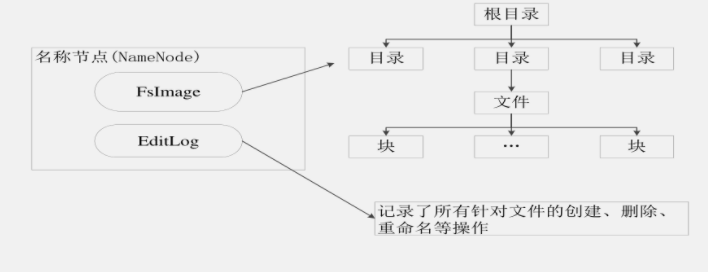 根目录
名称节点(NameNode)
目录
目录
目录
FsImage
文件
EditLog
块
…
块
记录了所有针对文件的创建、删除、
重命名等操作